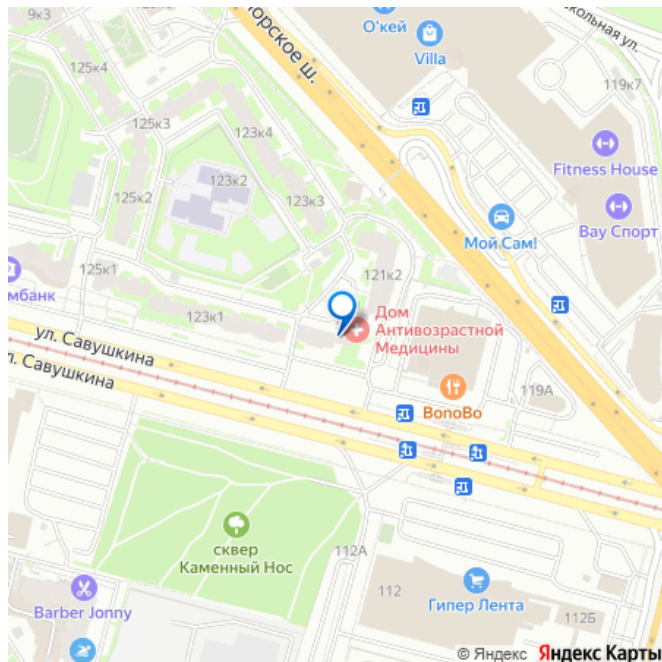 9к3
О'кей
Villa
кольная ул.
орское ш.
125к4
119к7
125к3
123к4
Fitness House
123к2
125к2
123к3
Вау Спорт
Мой Сам!
125к1
121к2
мбанк
123к1
Дом
Антивозрастной
Медицины
ул. Савушкина
л. Савушкина
119А
BonoBo
сквер
Каменный Нос
112А
112
Гипер Лента
112Б
Barber Jonny
© Яндекс Яндекс Карты